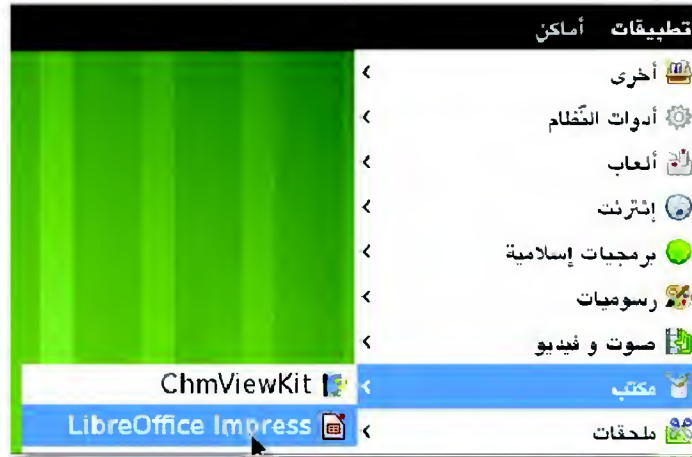 تطبيقات أماكن
أخرى
أدوات النّظام
ألعاب
إنترنت
برمجيات إسلامية
رسوميات
صوت و فيديو
مكتب
ChmViewKit
ملحقات
LibreOffice Impress